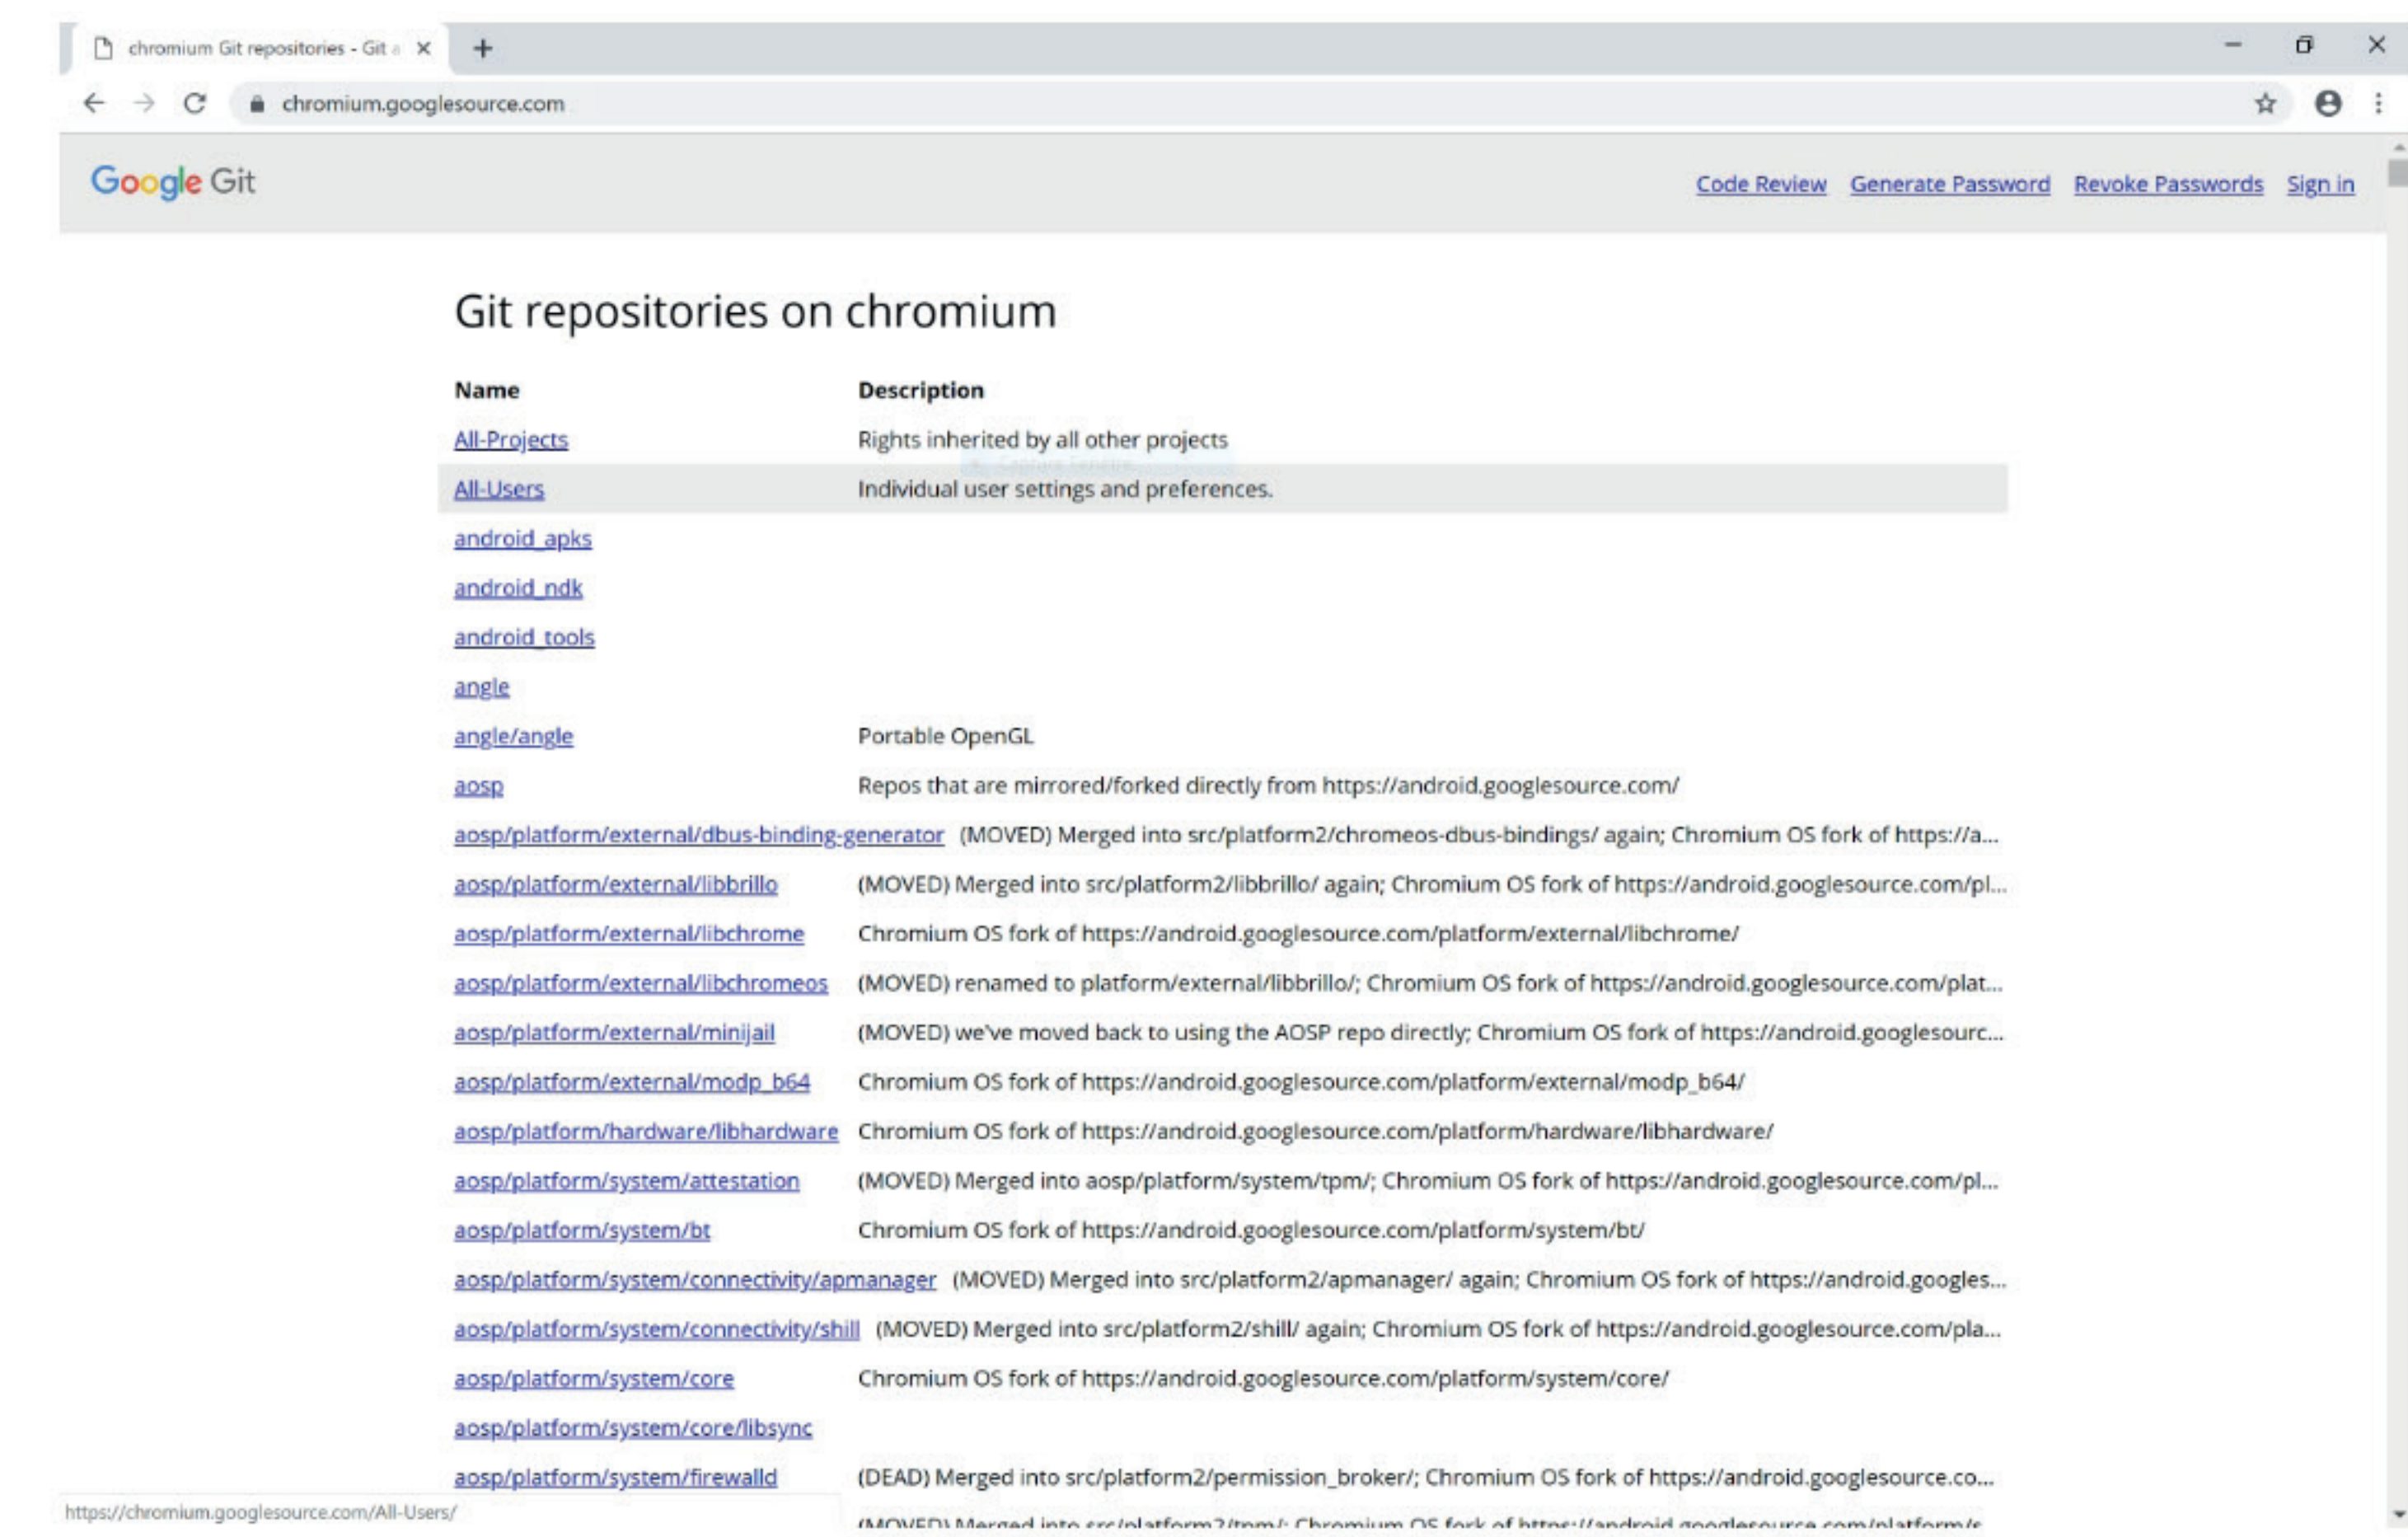 chromium Git repositories - Git a
chromium.googlesource.com
Google Git
Code Review Generate Password Revoke Passwords Sign in
Git repositories on chromium
Name Description
All-Projects Rights inherited by all other projects
All-Users Individual user settings and preferences.
android_apks
android_ndk
android_tools
angle
angle/angle Portable OpenGL
aosp Repos that are mirrored/forked directly from https://android.googlesource.com/
aosp/platform/external/dbus-binding-generator (MOVED) Merged into src/platform2/chromeos-dbus-bindings/ again; Chromium OS fork of https://a...
aosp/platform/external/libbrillo (MOVED) Merged into src/platform2/libbrillo/ again; Chromium OS fork of https://android.googlesource.com/pl...
aosp/platform/external/libchrome Chromium OS fork of https://android.googlesource.com/platform/external/libchrome/
aosp/platform/external/libchromeos (MOVED) renamed to platform/external/libbrillo/; Chromium OS fork of https://android.googlesource.com/plat...
aosp/platform/external/minijail (MOVED) we've moved back to using the AOSP repo directly; Chromium OS fork of https://android.googlesourc...
aosp/platform/external/modp_b64 Chromium OS fork of https://android.googlesource.com/platform/external/modp_b64/
aosp/platform/hardware/libhardware Chromium OS fork of https://android.googlesource.com/platform/hardware/libhardware/
aosp/platform/system/attestation (MOVED) Merged into aosp/platform/system/tpm/; Chromium OS fork of https://android.googlesource.com/pl...
aosp/platform/system/bt Chromium OS fork of https://android.googlesource.com/platform/system/bt/
aosp/platform/system/connectivity/apmanager (MOVED) Merged into src/platform2/apmanager/ again; Chromium OS fork of https://android.googles...
aosp/platform/system/connectivity/shill (MOVED) Merged into src/platform2/shill/ again; Chromium OS fork of https://android.googlesource.com/pla...
aosp/platform/system/core Chromium OS fork of https://android.googlesource.com/platform/system/core/
aosp/platform/system/core/libsync
aosp/platform/system/firewalld (DEAD) Merged into src/platform2/permission_broker/; Chromium OS fork of https://android.googlesource.co...
https://chromium.googlesource.com/All-Users/
(MOVED) Merged into src/platform2/tpm/; Chromium OS fork of https://android.googlesource.com/platform/s